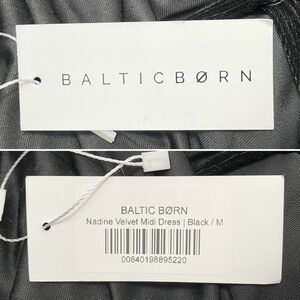 BALTICBØRN
BALTIC BØRN
Nadine Velvet Midi Dress | Black / M
00840198895220